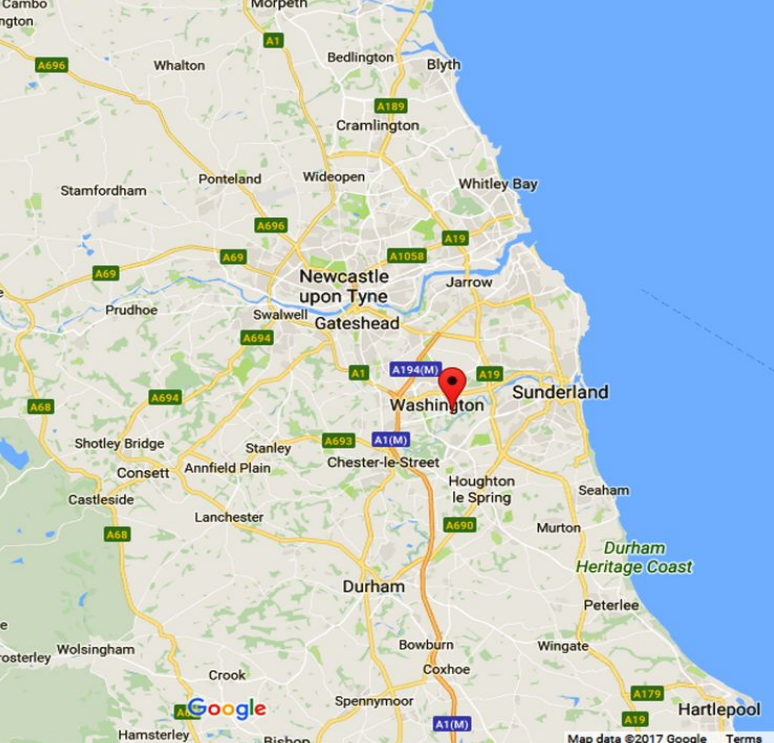 Cambo
Morpeth
ngton
A1
Bedlington
Blyth
A696
Whalton
A189
Cramlington
Ponteland
Wideopen
Whitley Bay
Stamfordham
A696
A19
A69
A1058
A69
Newcastle
upon Tyne
Jarrow
e
Prudhoe
Swalwell
Gateshead
A694
A1
A194(M)
A19
Washington
Sunderland
A694
A68
A1(M)
Shotley Bridge
Stanley
A693
Chester-le-Street
Consett
Annfield Plain
Houghton
le Spring
Castleside
Seaham
Lanchester
A690
Murton
A68
Durham
Heritage Coast
Durham
Peterlee
e
Bowburn
Wingate
Wolsingham
rosterley
Coxhoe
Crook
A179
Spennymoor
Hartlepool
Google
A19
A1(M)
Hamsterley
Bishop
Map data ©2017 Google
Terms